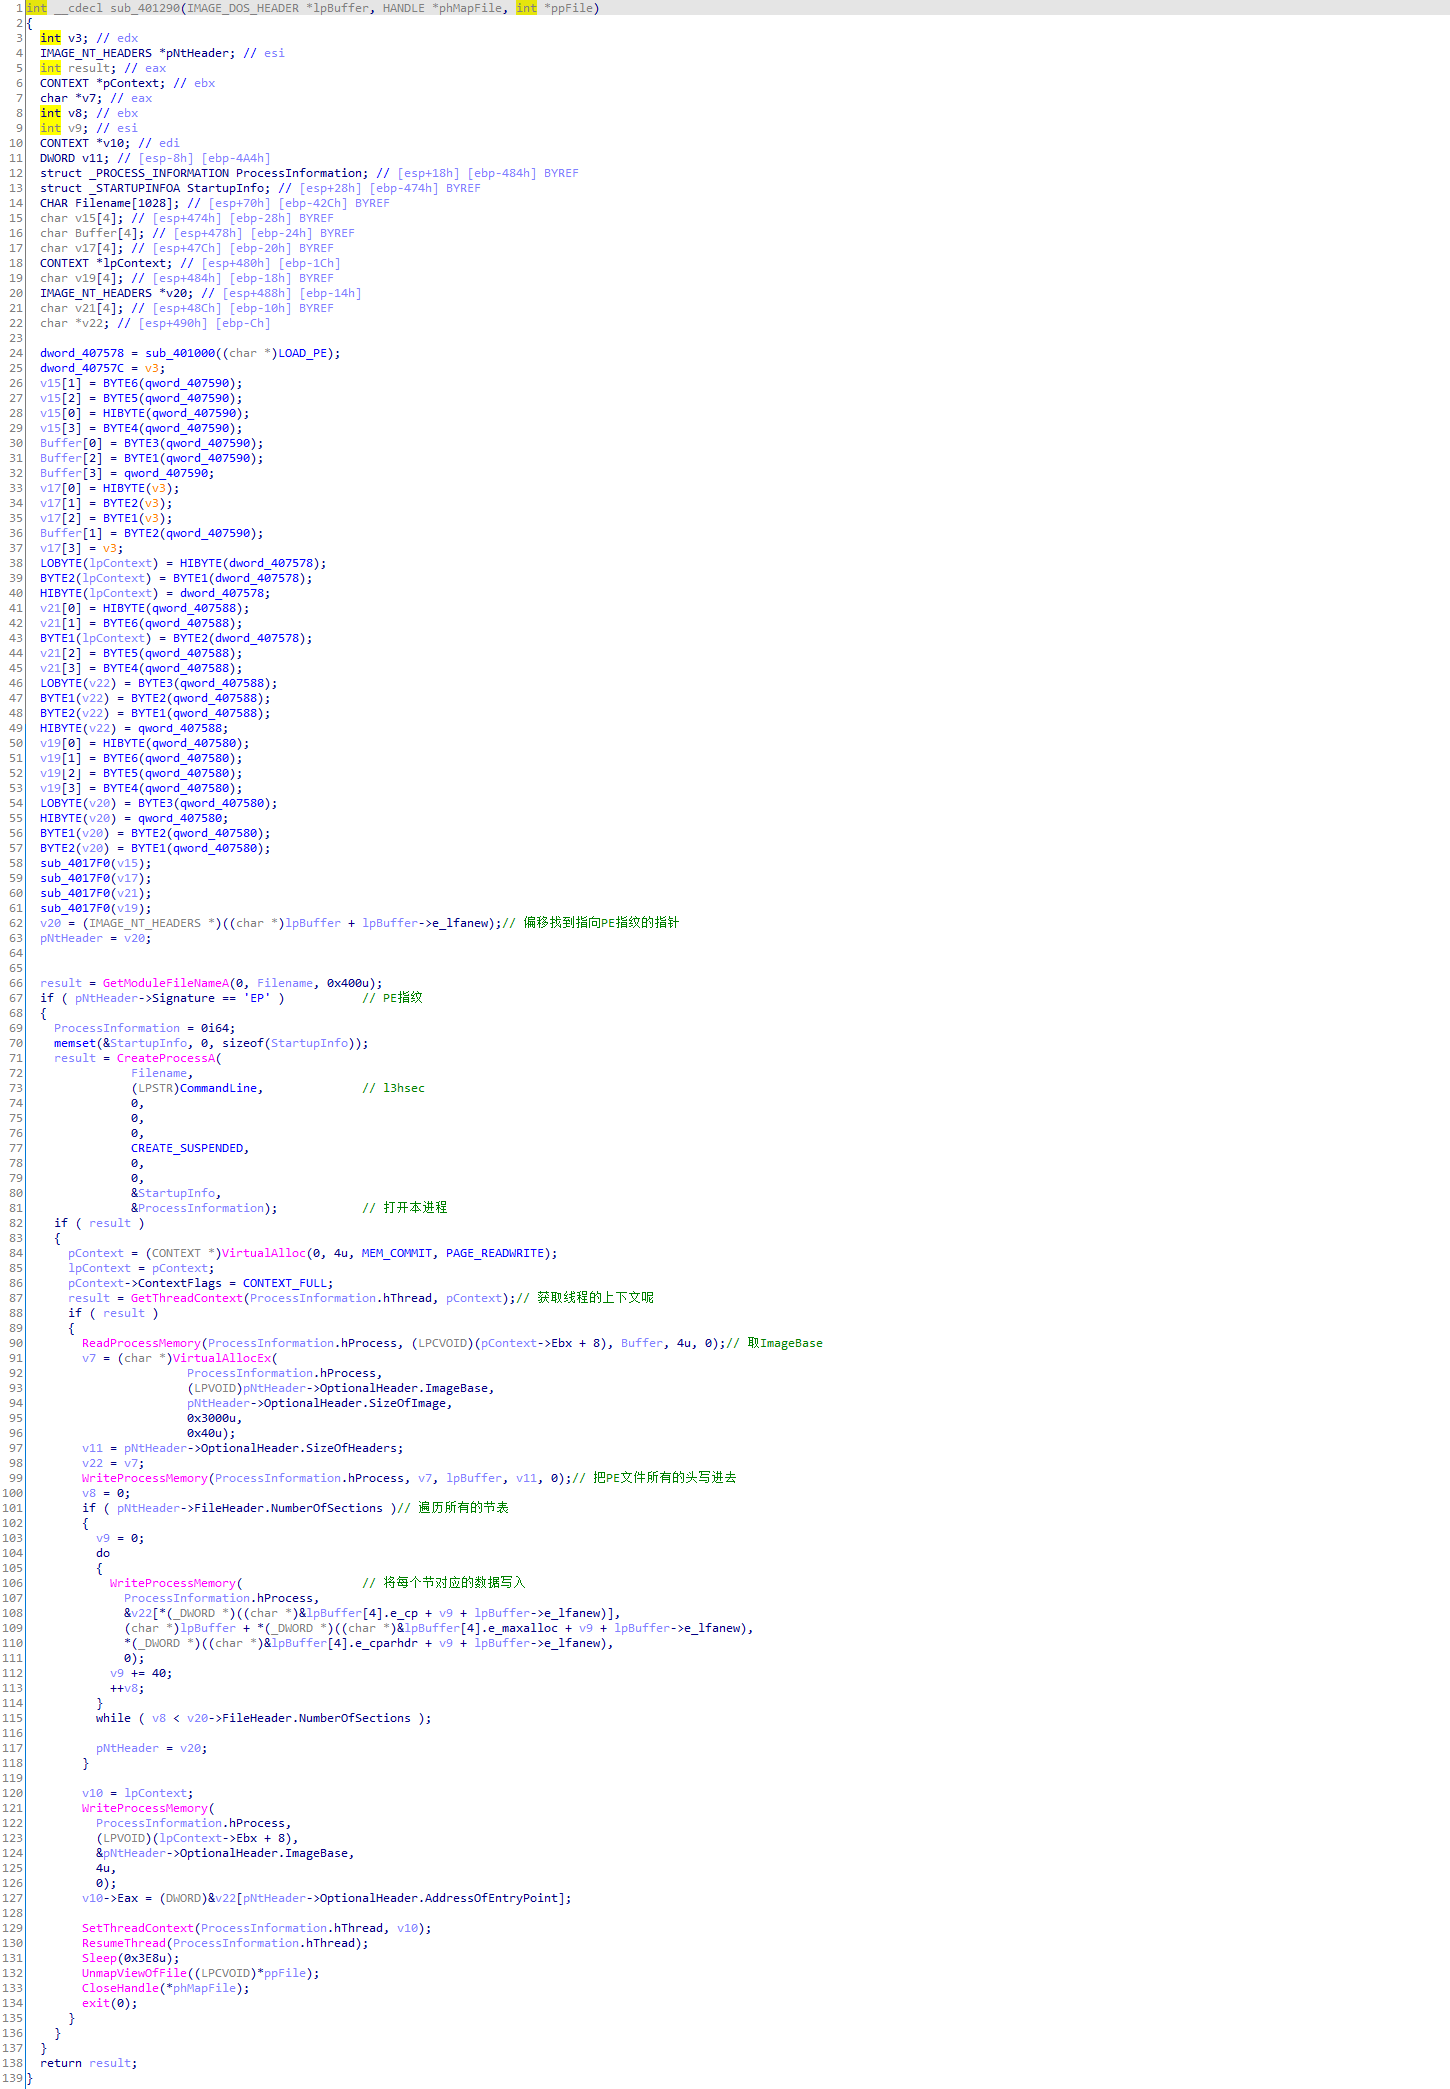 1 int __cdecl sub_401290(IMAGE_DOS_HEADER *lpBuffer, HANDLE *phMapFile, int *ppFile)
2 {
3 int v3; // edx
4 IMAGE_NT_HEADERS *pNtHeader; // esi
5 int result; // eax
6 CONTEXT *pContext; // ebx
7 char *v7; // eax
8 int v8; // ebx
9 int v9; // esi
10 CONTEXT *v10; // edi
11 DWORD v11; // [esp-8h] [ebp-4A4h]
12 struct _PROCESS_INFORMATION ProcessInformation; // [esp+18h] [ebp-484h] BYREF
13 struct _STARTUPINFOA StartupInfo; // [esp+28h] [ebp-474h] BYREF
14 CHAR Filename[1028]; // [esp+70h] [ebp-42Ch] BYREF
15 char v15[4]; // [esp+474h] [ebp-28h] BYREF
16 char Buffer[4]; // [esp+478h] [ebp-24h] BYREF
17 char v17[4]; // [esp+47Ch] [ebp-20h] BYREF
18 CONTEXT *lpContext; // [esp+480h] [ebp-1Ch]
19 char v19[4]; // [esp+484h] [ebp-18h] BYREF
20 IMAGE_NT_HEADERS *v20; // [esp+488h] [ebp-14h]
21 char v21[4]; // [esp+48Ch] [ebp-10h] BYREF
22 char *v22; // [esp+490h] [ebp-Ch]
23
24 dword_407578 = sub_401000((char *)LOAD_PE);
25 dword_40757C = v3;
26 v15[1] = BYTE6(qword_407590);
27 v15[2] = BYTE5(qword_407590);
28 v15[0] = HIBYTE(qword_407590);
29 v15[3] = BYTE4(qword_407590);
30 Buffer[0] = BYTE3(qword_407590);
31 Buffer[2] = BYTE1(qword_407590);
32 Buffer[3] = qword_407590;
33 v17[0] = HIBYTE(v3);
34 v17[1] = BYTE2(v3);
35 v17[2] = BYTE1(v3);
36 Buffer[1] = BYTE2(qword_407590);
37 v17[3] = v3;
38 LOBYTE(lpContext) = HIBYTE(dword_407578);
39 BYTE2(lpContext) = BYTE1(dword_407578);
40 HIBYTE(lpContext) = dword_407578;
41 v21[0] = HIBYTE(qword_407588);
42 v21[1] = BYTE6(qword_407588);
43 BYTE1(lpContext) = BYTE2(dword_407578);
44 v21[2] = BYTE5(qword_407588);
45 v21[3] = BYTE4(qword_407588);
46 LOBYTE(v22) = BYTE3(qword_407588);
47 BYTE1(v22) = BYTE2(qword_407588);
48 BYTE2(v22) = BYTE1(qword_407588);
49 HIBYTE(v22) = qword_407588;
50 v19[0] = HIBYTE(qword_407580);
51 v19[1] = BYTE6(qword_407580);
52 v19[2] = BYTE5(qword_407580);
53 v19[3] = BYTE4(qword_407580);
54 LOBYTE(v20) = BYTE3(qword_407580);
55 HIBYTE(v20) = qword_407580;
56 BYTE1(v20) = BYTE2(qword_407580);
57 BYTE2(v20) = BYTE1(qword_407580);
58 sub_4017F0(v15);
59 sub_4017F0(v17);
60 sub_4017F0(v21);
61 sub_4017F0(v19);
62 v20 = (IMAGE_NT_HEADERS *)((char *)lpBuffer + lpBuffer->e_lfanew);// 偏移找到指向PE指纹的指针
63 pNtHeader = v20;
64
65
66 result = GetModuleFileNameA(0, Filename, 0x400u);
67 if ( pNtHeader->Signature == 'EP' ) // PE指纹
68 {
69 ProcessInformation = 0i64;
70 memset(&StartupInfo, 0, sizeof(StartupInfo));
71 result = CreateProcessA(
72 Filename,
73 (LPSTR)CommandLine, // l3hsec
74 0,
75 0,
76 0,
77 CREATE_SUSPENDED,
78 0,
79 0,
80 &StartupInfo,
81 &ProcessInformation); // 打开本进程
82 if ( result )
83 {
84 pContext = (CONTEXT *)VirtualAlloc(0, 4u, MEM_COMMIT, PAGE_READWRITE);
85 lpContext = pContext;
86 pContext->ContextFlags = CONTEXT_FULL;
87 result = GetThreadContext(ProcessInformation.hThread, pContext);// 获取线程的上下文呢
88 if ( result )
89 {
90 ReadProcessMemory(ProcessInformation.hProcess, (LPCVOID)(pContext->Ebx + 8), Buffer, 4u, 0);// 取ImageBase
91 v7 = (char *)VirtualAllocEx(
92 ProcessInformation.hProcess,
93 (LPVOID)pNtHeader->OptionalHeader.ImageBase,
94 pNtHeader->OptionalHeader.SizeOfImage,
95 0x3000u,
96 0x40u);
97 v11 = pNtHeader->OptionalHeader.SizeOfHeaders;
98 v22 = v7;
99 WriteProcessMemory(ProcessInformation.hProcess, v7, lpBuffer, v11, 0);// 把PE文件所有的头写进去
100 v8 = 0;
101 if ( pNtHeader->FileHeader.NumberOfSections )// 遍历所有的节表
102 {
103 v9 = 0;
104 do
105 {
106 WriteProcessMemory( // 将每个节对应的数据写入
107 ProcessInformation.hProcess,
108 &v22[*(_DWORD *)((char *)&lpBuffer[4].e_cp + v9 + lpBuffer->e_lfanew)],
109 (char *)lpBuffer + *(_DWORD *)((char *)&lpBuffer[4].e_maxalloc + v9 + lpBuffer->e_lfanew),
110 *(_DWORD *)((char *)&lpBuffer[4].e_cparhdr + v9 + lpBuffer->e_lfanew),
111 0);
112 v9 += 40;
113 ++v8;
114 }
115 while ( v8 < v20->FileHeader.NumberOfSections );
116
117 pNtHeader = v20;
118 }
119
120 v10 = lpContext;
121 WriteProcessMemory(
122 ProcessInformation.hProcess,
123 (LPVOID)(lpContext->Ebx + 8),
124 &pNtHeader->OptionalHeader.ImageBase,
125 4u,
126 0);
127 v10->Eax = (DWORD)&v22[pNtHeader->OptionalHeader.AddressOfEntryPoint];
128
129 SetThreadContext(ProcessInformation.hThread, v10);
130 ResumeThread(ProcessInformation.hThread);
131 Sleep(0x3E8u);
132 UnmapViewOfFile((LPCVOID)*ppFile);
133 CloseHandle(*phMapFile);
134 exit(0);
135 }
136 }
137 }
138 return result;
139 }